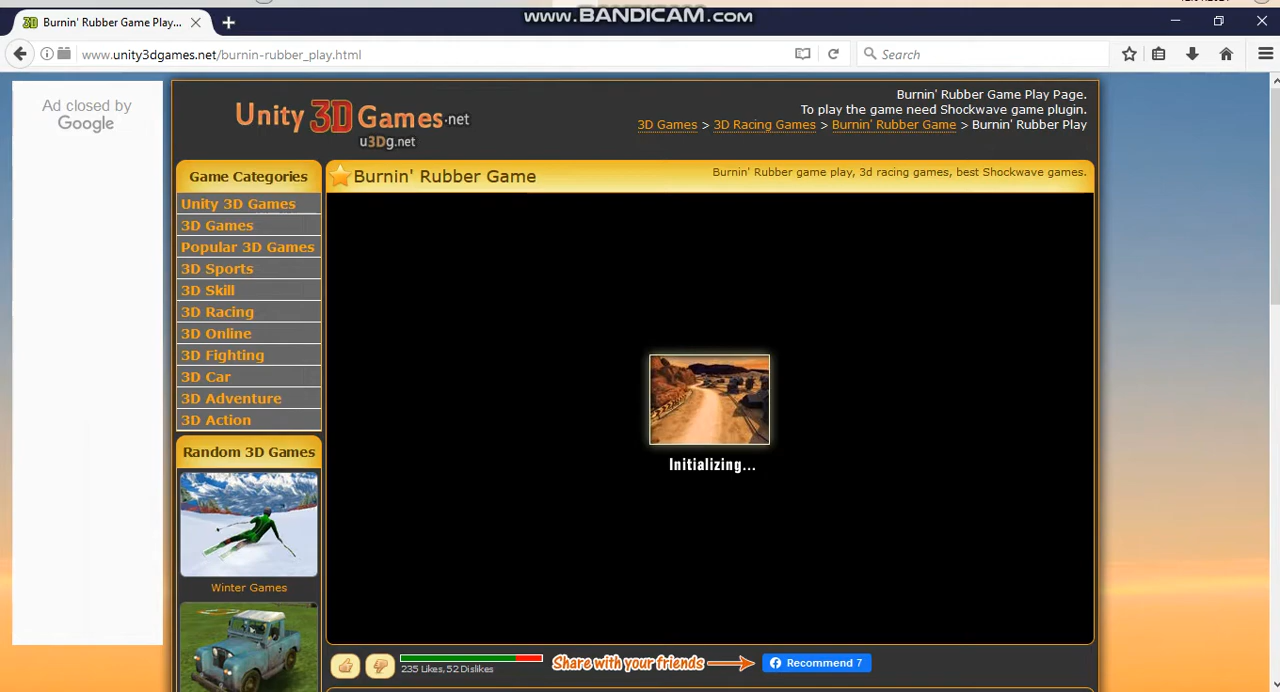 www.BANDICAM.com
Burnin' Rubber Game Play...
www.unity3dgames.net/burnin-rubber_play.html
Search
Ad closed by
Google
Unity 3D Games.net
u3Dg.net
Burnin' Rubber Game Play Page.
To play the game need Shockwave game plugin.
3D Games > 3D Racing Games > Burnin' Rubber Game > Burnin' Rubber Play
Game Categories
Unity 3D Games
3D Games
Popular 3D Games
3D Sports
3D Skill
3D Racing
3D Online
3D Fighting
3D Car
3D Adventure
3D Action
Random 3D Games
Winter Games
Burnin' Rubber Game
Burnin' Rubber game play, 3d racing games, best Shockwave games.
Initializing...
235 Likes, 52 Dislikes
Share with your friends
Recommend 7